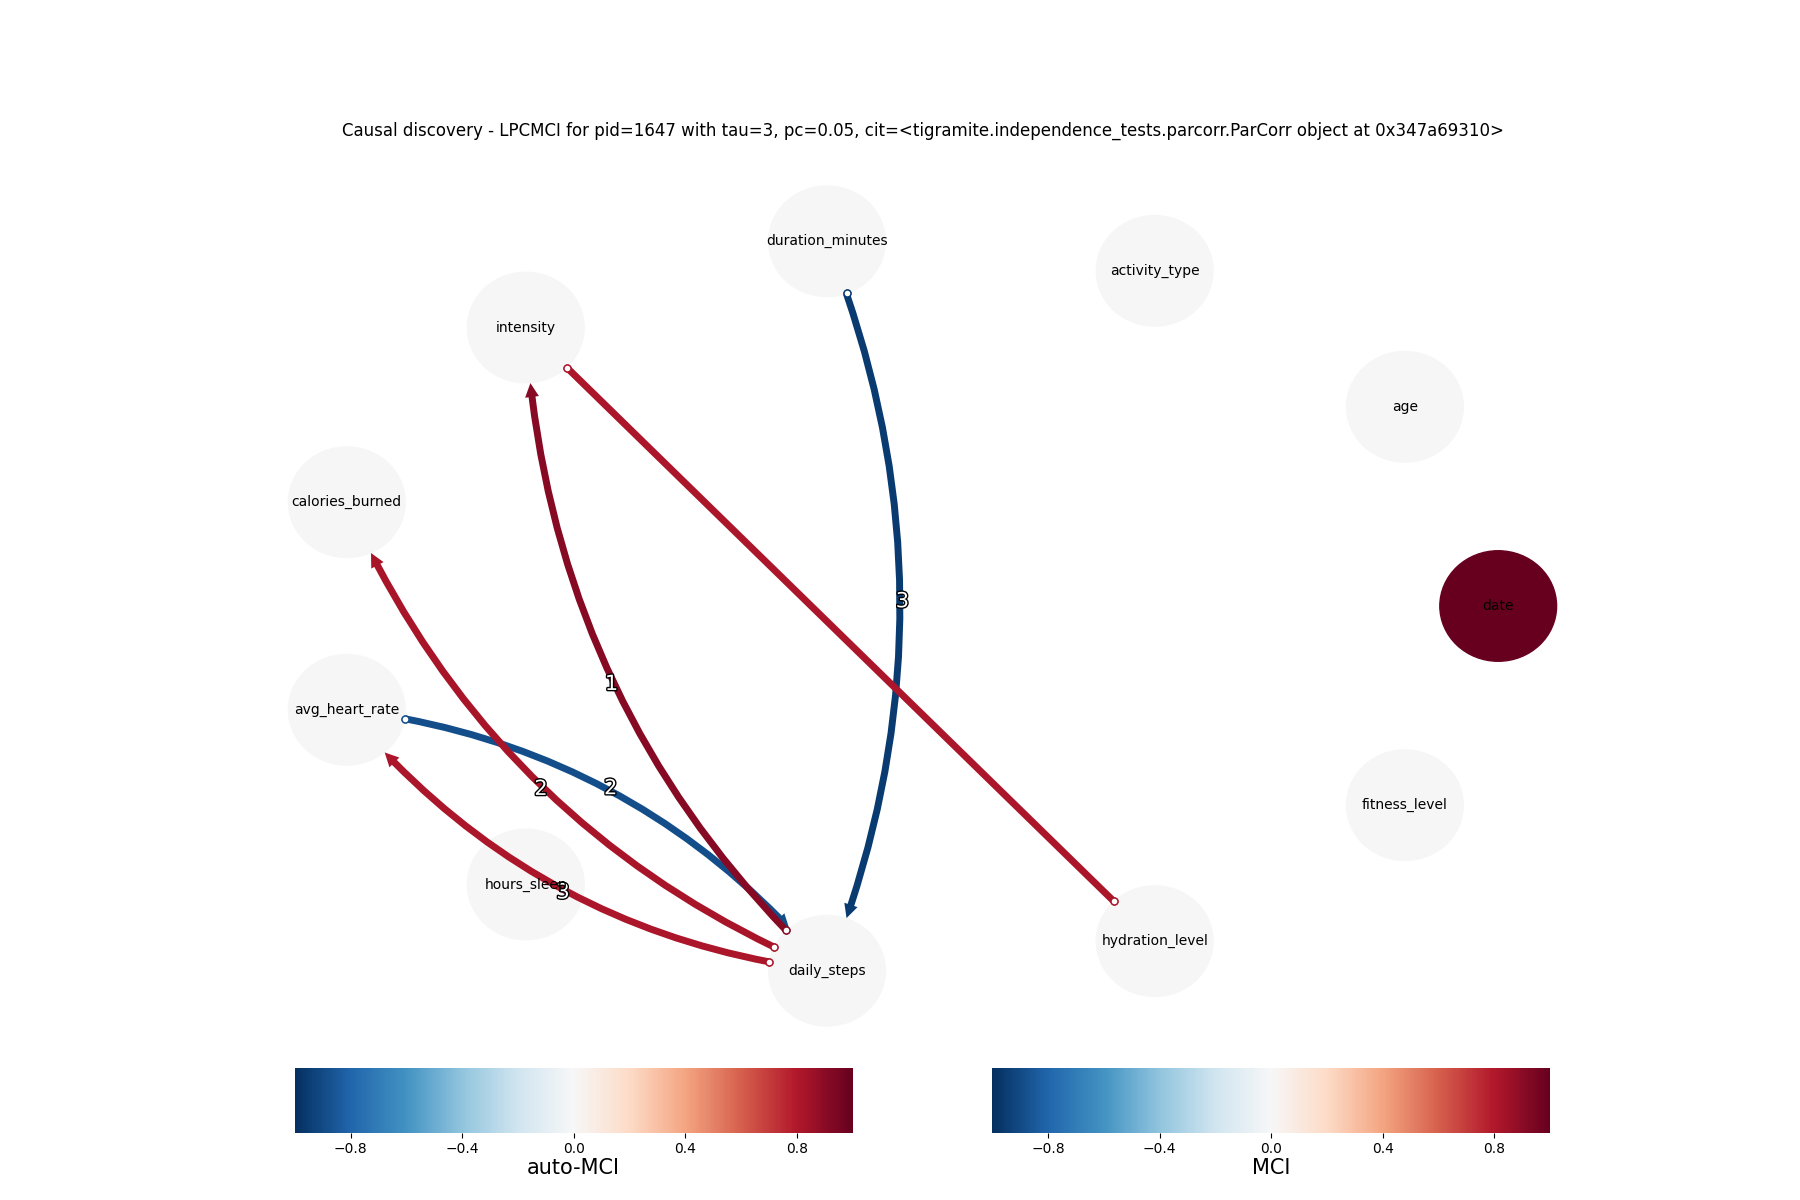 Causal discovery - LPCMCI for pid=1647 with tau=3, pc=0.05, cit=<tigramite.independence_tests.parcorr.ParCorr object at 0x347a69310>
duration_minutes
activity_type
intensity
age
calories_burned
3
date
1
avg_heart_rate
2
2
fitness_level
hours_sleep
3
hydration_level
daily_steps
−0.8 −0.4 0.0 0.4 0.8
auto-MCI
−0.8 −0.4 0.0 0.4 0.8
MCI